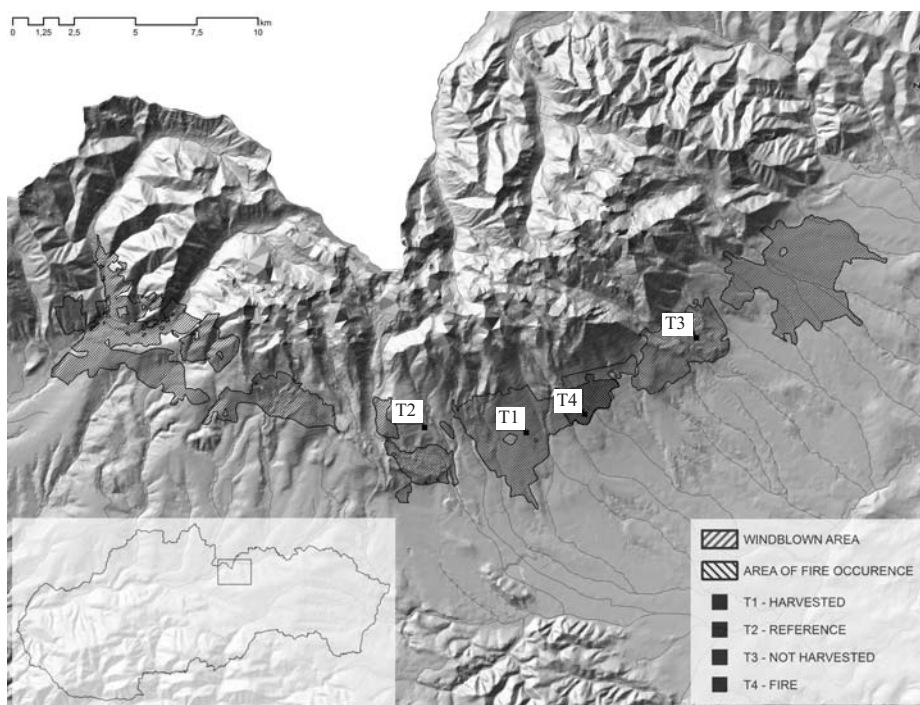 km
0 1,25 2,5 5 7,5 10
T3
T2
T1
T4
WINDBLOWN AREA
AREA OF FIRE OCCURENCE
T1 - HARVESTED
T2 - REFERENCE
T3 - NOT HARVESTED
T4 - FIRE